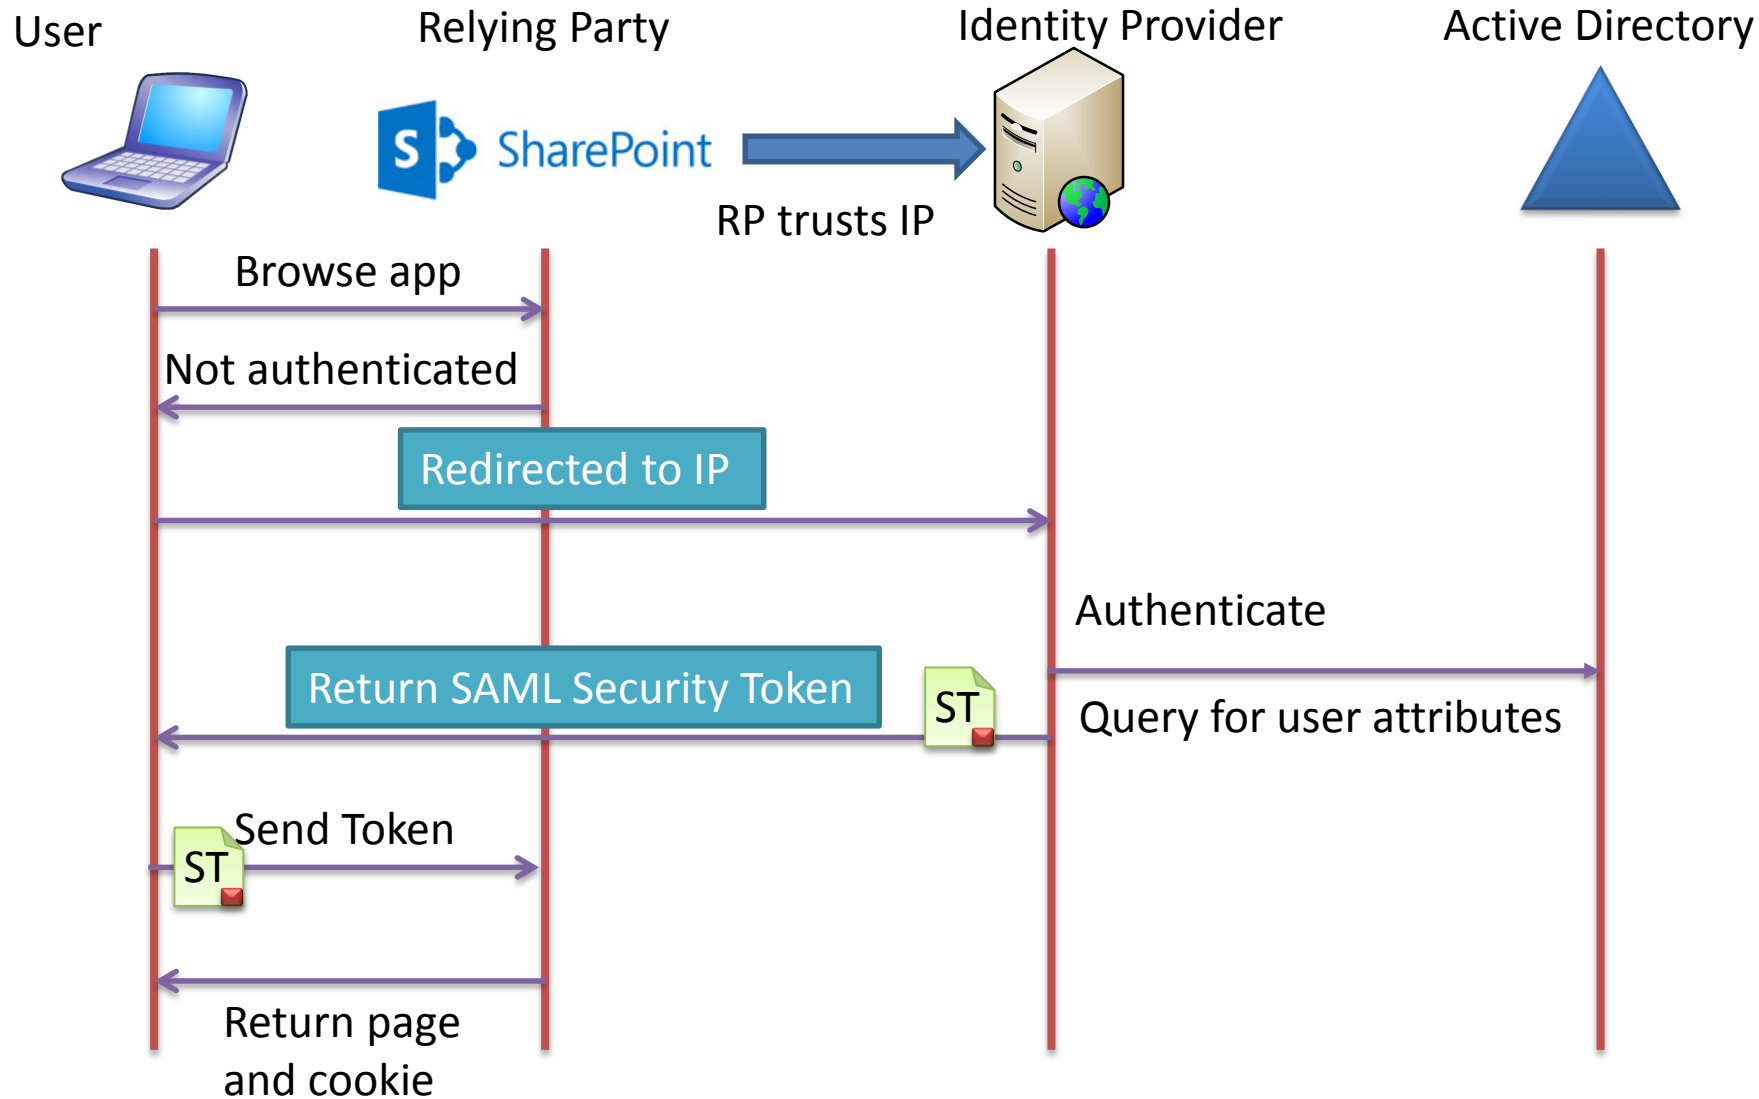 User
Relying Party
Identity Provider
Active Directory
S
SharePoint
RP trusts IP
Browse app
Not authenticated
Redirected to IP
Authenticate
Return SAML Security Token
ST
Query for user attributes
Send Token
ST
Return page
and cookie